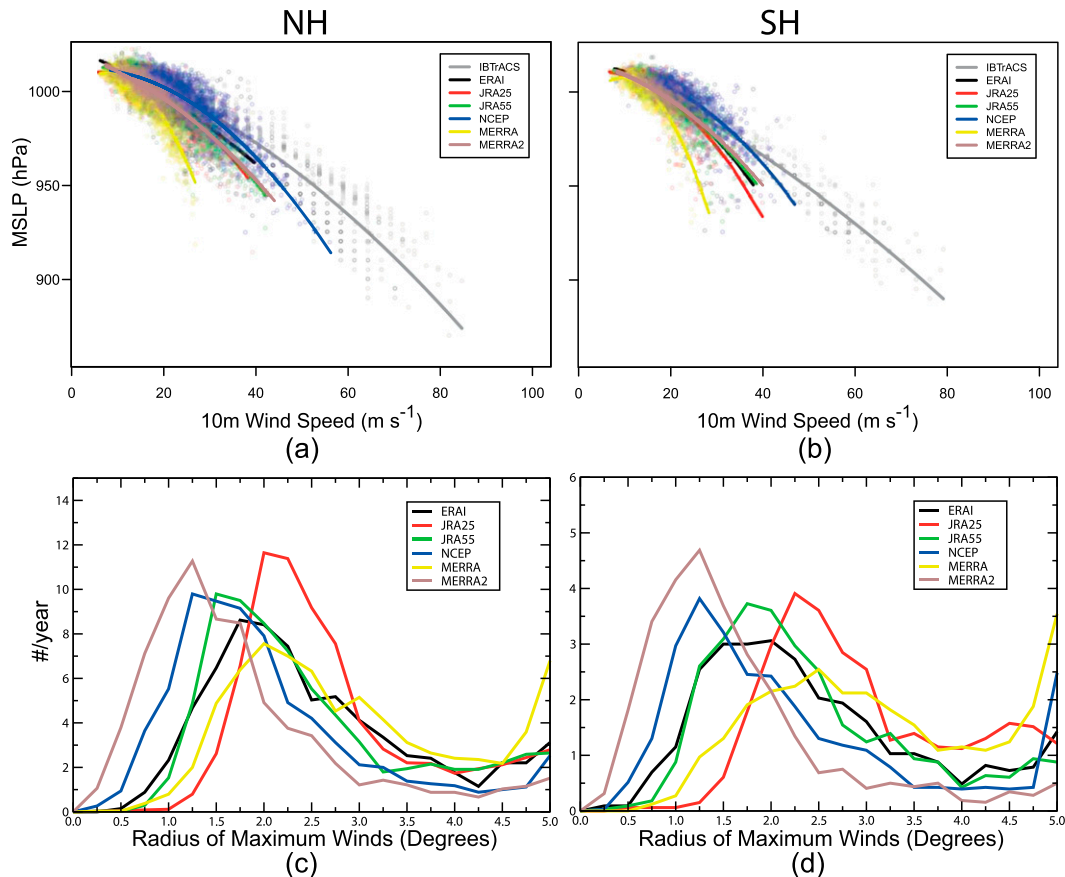 NH
SH
MSLP (hPa)
1000
950
900
0
20
40
60
80
100
10m Wind Speed (m s-1)
(a)
IBTrACS
ERAI
JRA25
JRA55
NCEP
MERRA
MERRA2
0
20
40
60
80
100
10m Wind Speed (m s-1)
(b)
IBTrACS
ERAI
JRA25
JRA55
NCEP
MERRA
MERRA2
#/year
14
12
10
8
6
4
2
0
0.0
0.5
1.0
1.5
2.0
2.5
3.0
3.5
4.0
4.5
5.0
Radius of Maximum Winds (Degrees)
(c)
ERAI
JRA25
JRA55
NCEP
MERRA
MERRA2
6
5
4
3
2
1
0
0.0
0.5
1.0
1.5
2.0
2.5
3.0
3.5
4.0
4.5
5.0
Radius of Maximum Winds (Degrees)
(d)
ERAI
JRA25
JRA55
NCEP
MERRA
MERRA2